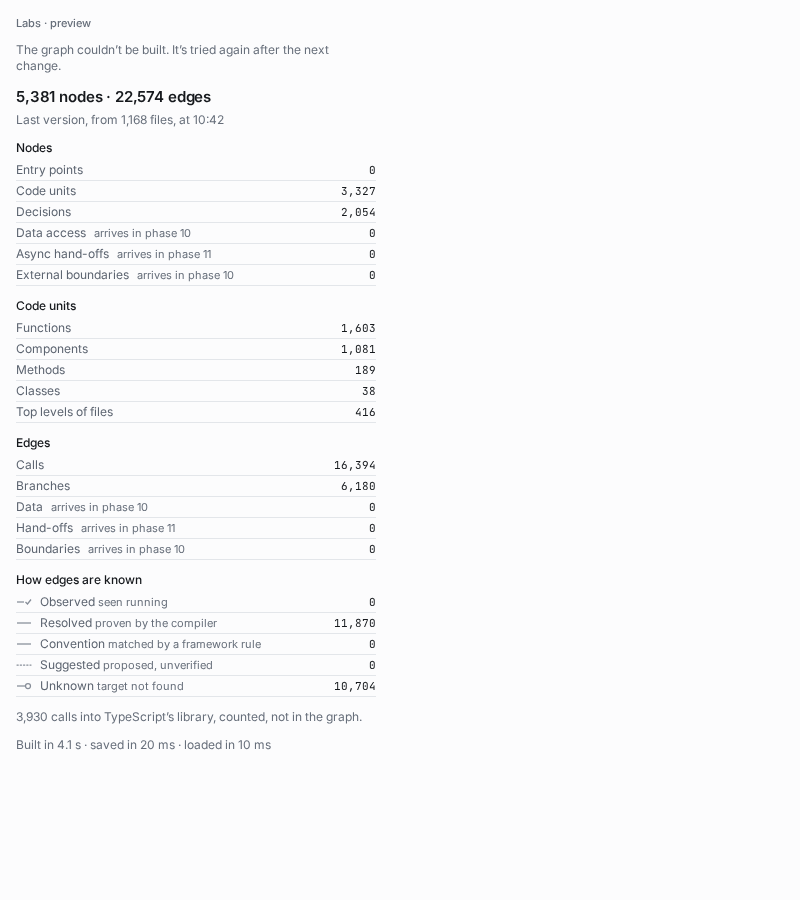 Labs · preview
The graph couldn’t be built. It’s tried again after the next
change.
5,381 nodes · 22,574 edges
Last version, from 1,168 files, at 10:42
Nodes
Entry points 0
Code units 3,327
Decisions 2,054
Data access arrives in phase 10 0
Async hand-offs arrives in phase 11 0
External boundaries arrives in phase 10 0
Code units
Functions 1,603
Components 1,081
Methods 189
Classes 38
Top levels of files 416
Edges
Calls 16,394
Branches 6,180
Data arrives in phase 10 0
Hand-offs arrives in phase 11 0
Boundaries arrives in phase 10 0
How edges are known
Observed seen running 0
Resolved proven by the compiler 11,870
Convention matched by a framework rule 0
Suggested proposed, unverified 0
Unknown target not found 10,704
3,930 calls into TypeScript’s library, counted, not in the graph.
Built in 4.1 s · saved in 20 ms · loaded in 10 ms